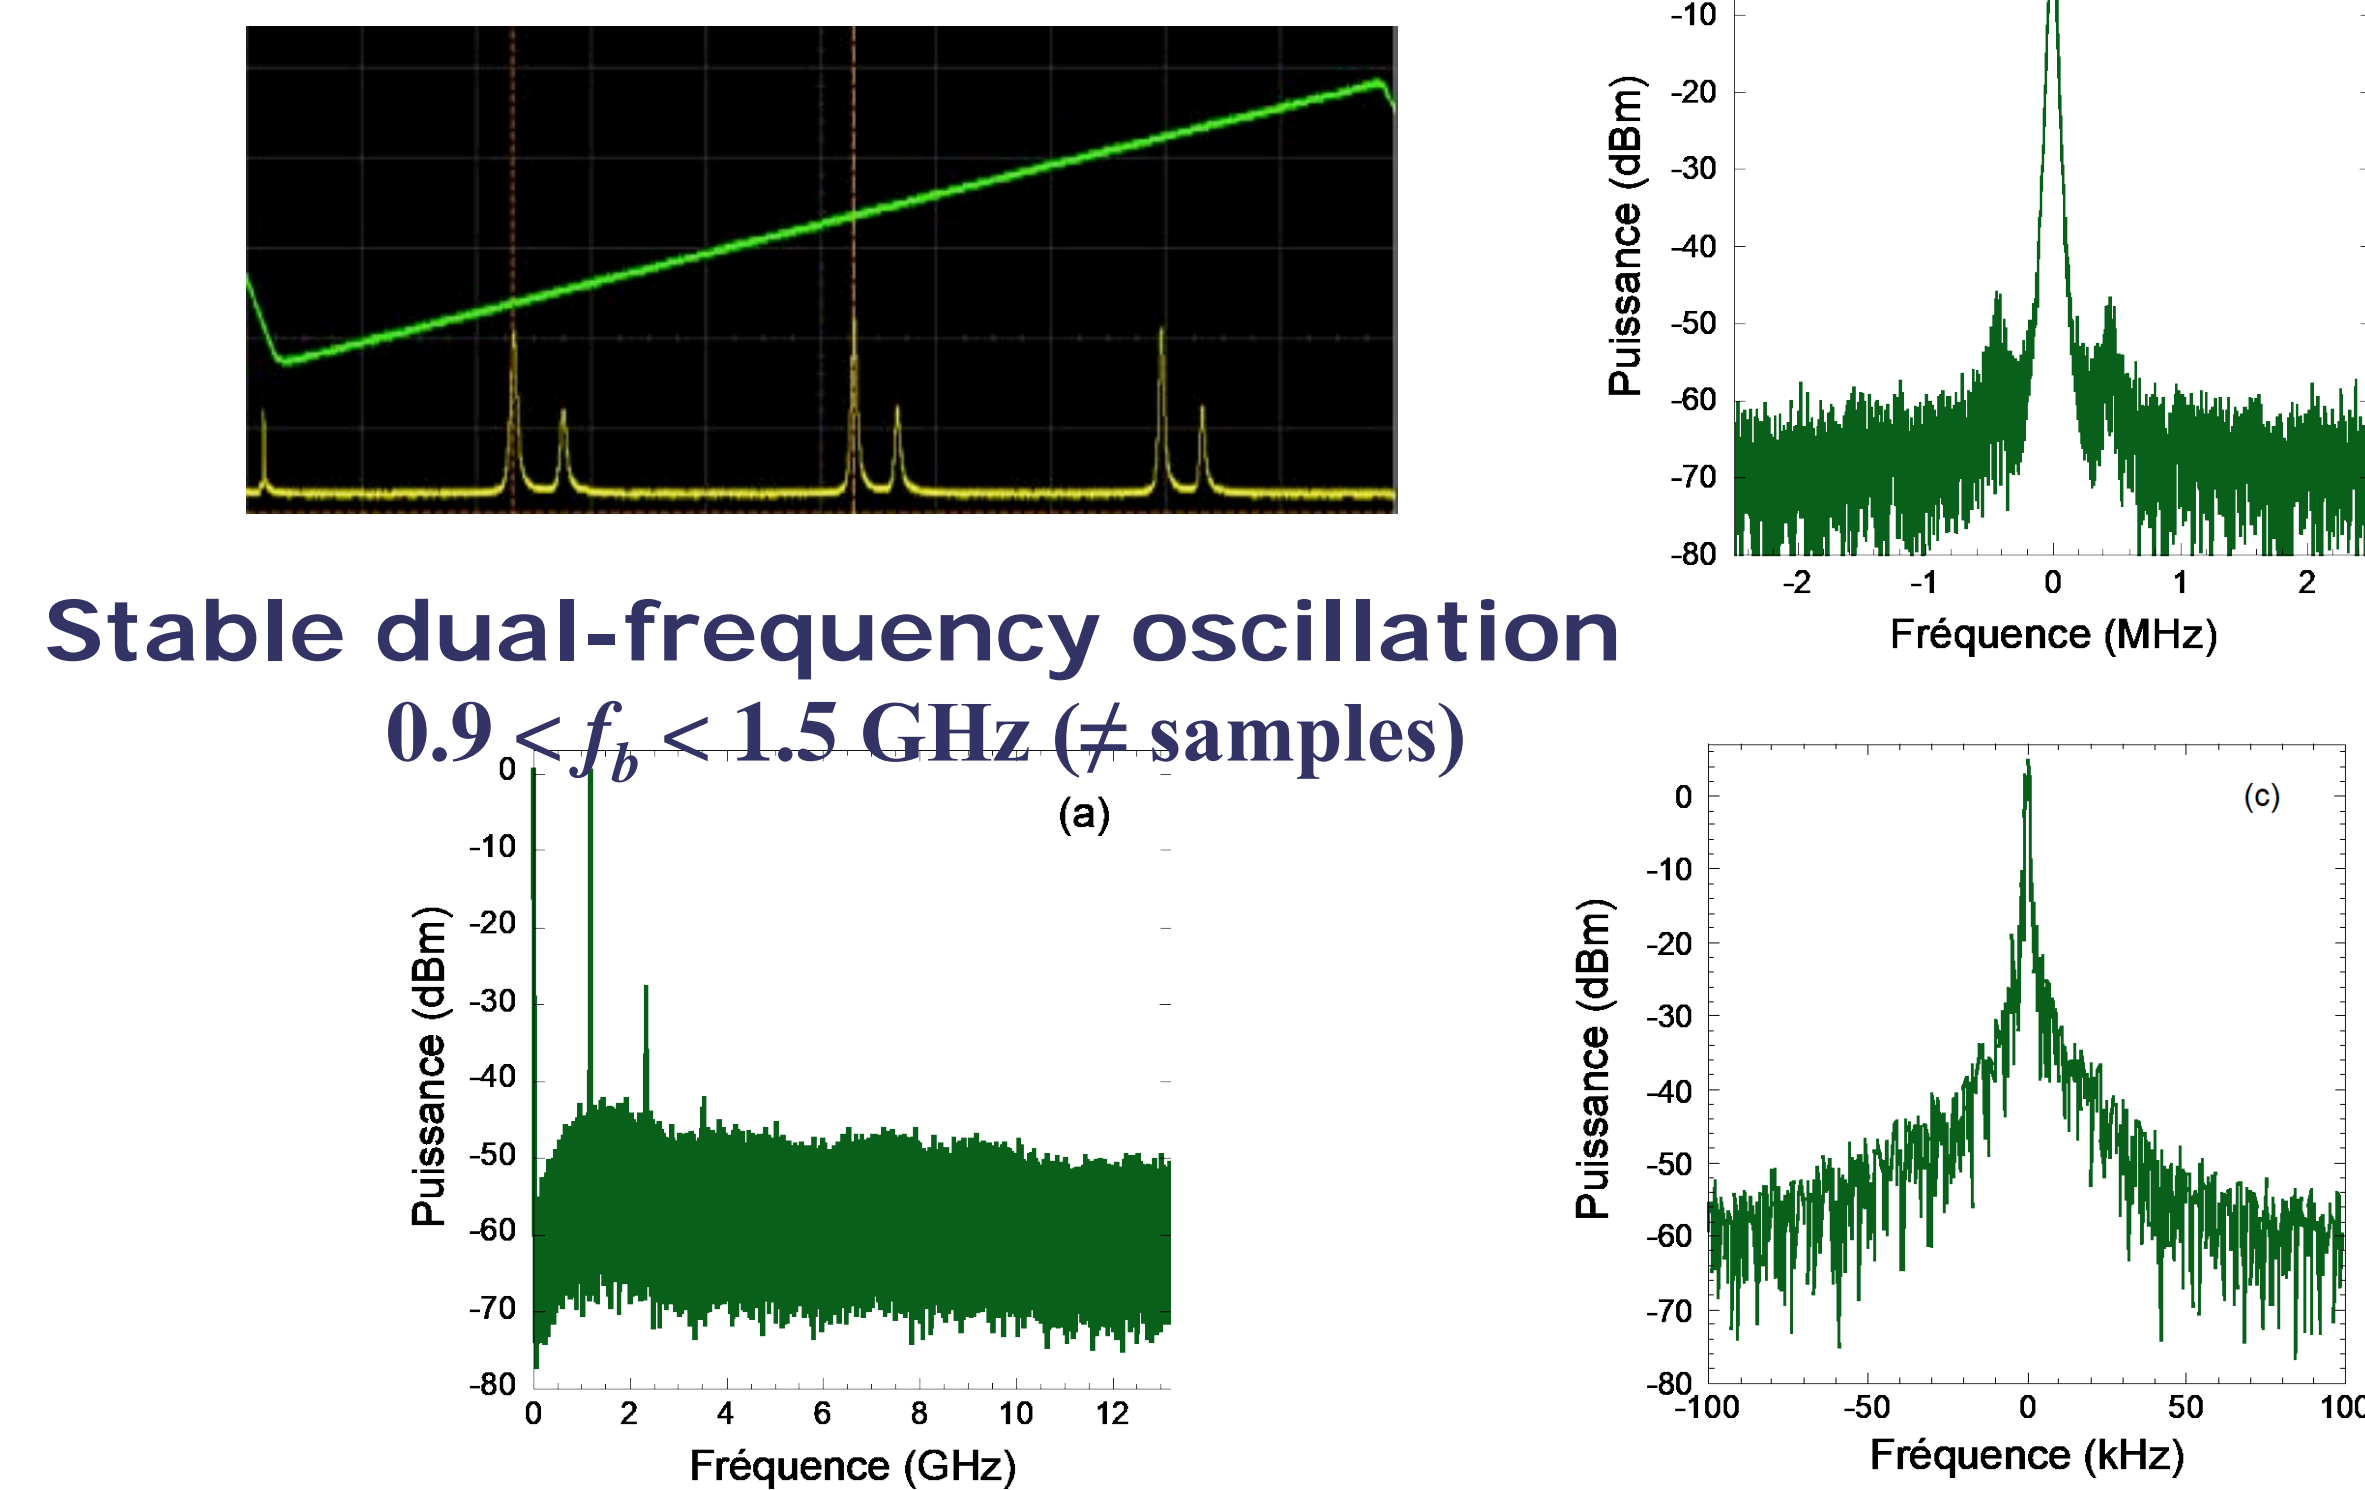 -10
-20
-30
-40
-50
-60
-70
-80
Puissance (dBm)
-2 -1 0 1 2
Fréquence (MHz)
Stable dual-frequency oscillation
0.9 < f_b < 1.5 GHz (≠ samples)
(a)
0
-10
-20
-30
-40
-50
-60
-70
-80
Puissance (dBm)
0 2 4 6 8 10 12
Fréquence (GHz)
(c)
0
-10
-20
-30
-40
-50
-60
-70
-80
Puissance (dBm)
-100 -50 0 50 100
Fréquence (kHz)